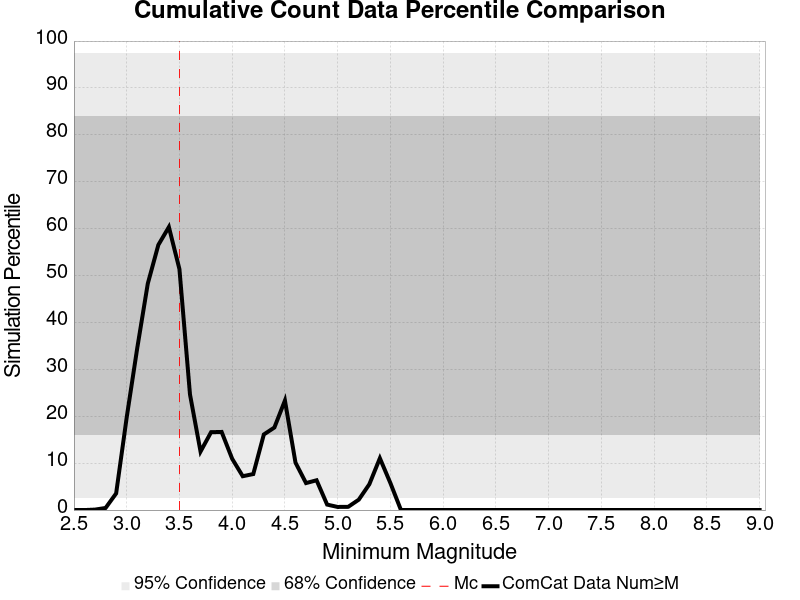 Cumulative Count Data Percentile Comparison
100
90
80
70
60
50
40
30
20
10
0
Simulation Percentile
2.5 3.0 3.5 4.0 4.5 5.0 5.5 6.0 6.5 7.0 7.5 8.0 8.5 9.0
Minimum Magnitude
95% Confidence 68% Confidence Mc ComCat Data Num≥M